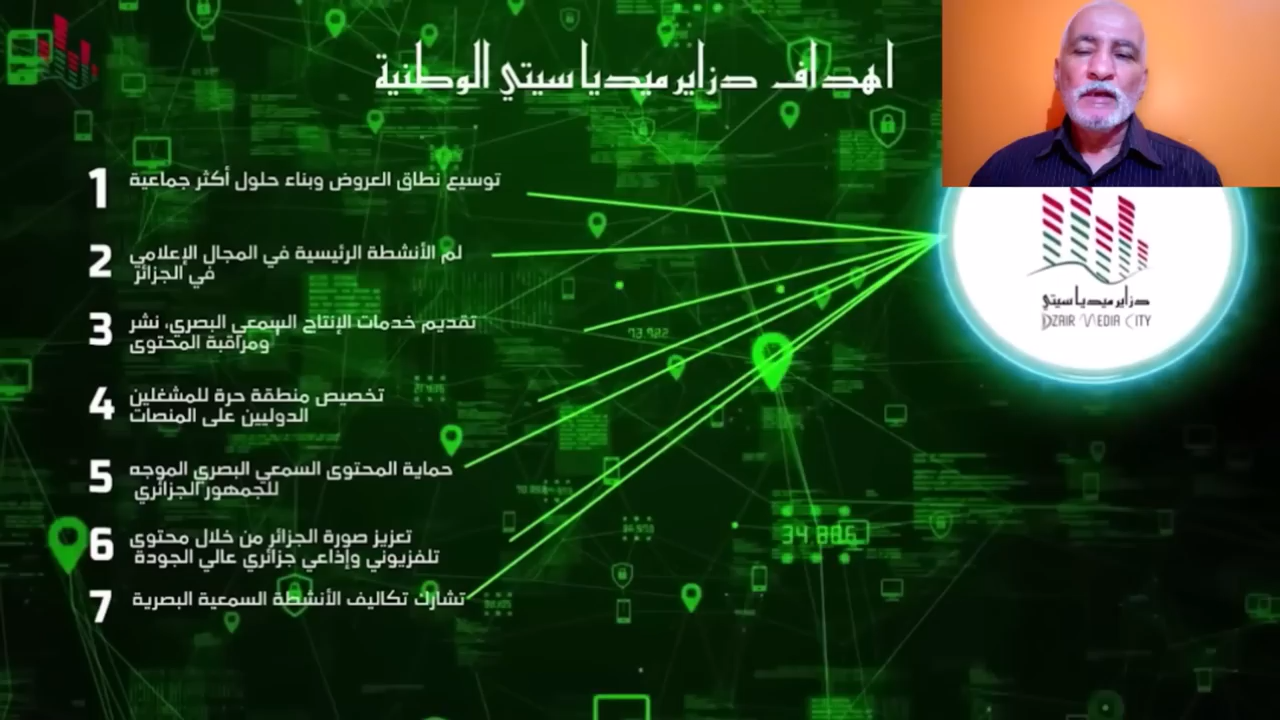 اهداف دزاير ميديا سيتي الوطنية
1 توسيع نطاق العروض وبناء حلول أكثر جماعية
2 لم الأنشطة الرئيسية في المجال الإعلامي
في الجزائر
3 تقديم خدمات الإنتاج السمعي البصري، نشر
ومراقبة المحتوى
4 تخصيص منطقة حرة للمشغلين
الدوليين على المنصات
5 حماية المحتوى السمعي البصري الموجه
للجمهور الجزائري
6 تعزيز صورة الجزائر من خلال محتوى
تلفزيوني وإذاعي جزائري عالي الجودة
7 تشارك تكاليف الأنشطة السمعية البصرية
دزاير ميديا سيتي
DZAIR MEDIA CITY
73.922
34 886